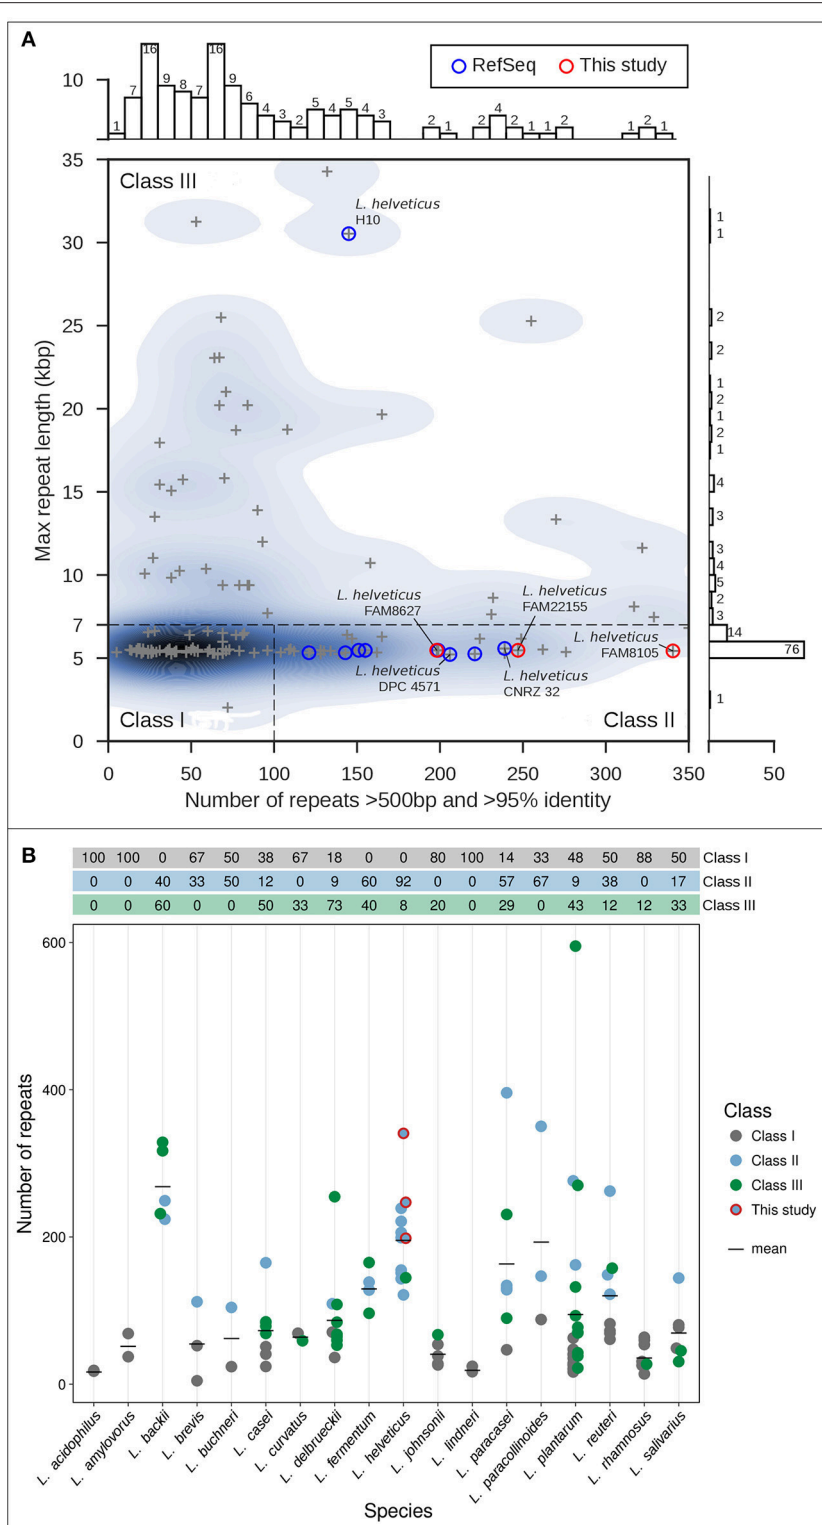 A
RefSeq
This study
10
1 7 16 9 8 7 16 9 6 4 3 2 5 4 5 4 3 2 1 2 4 2 1 1 2 1 2 1
Class III
L. helveticus
H10
L. helveticus
FAM8627
L. helveticus
FAM22155
L. helveticus
FAM8105
L. helveticus
DPC 4571
L. helveticus
CNRZ 32
Class I
Class II
35
30
25
20
15
10
7
5
0
Max repeat length (kbp)
0 50 100 150 200 250 300 350
Number of repeats >500bp and >95% identity
1
1
2
2
1
2
1
2
1
4
3
3
4
5
2
3
14
76
1
0 50
B
100 100 0 67 50 38 67 18 0 0 80 100 14 33 48 50 88 50 Class I
0 0 40 33 50 12 0 9 60 92 0 0 57 67 9 38 0 17 Class II
0 0 60 0 0 50 33 73 40 8 20 0 29 0 43 12 12 33 Class III
600
400
200
0
Number of repeats
Class
Class I
Class II
Class III
This study
mean
L. acidophilus
L. amylovorus
L. backii
L. brevis
L. buchneri
L. casei
L. curvatus
L. delbrueckii
L. fermentum
L. helveticus
L. johnsonii
L. lindneri
L. paracasei
L. paracollinoides
L. plantarum
L. reuteri
L. rhamnosus
L. salivarius
Species